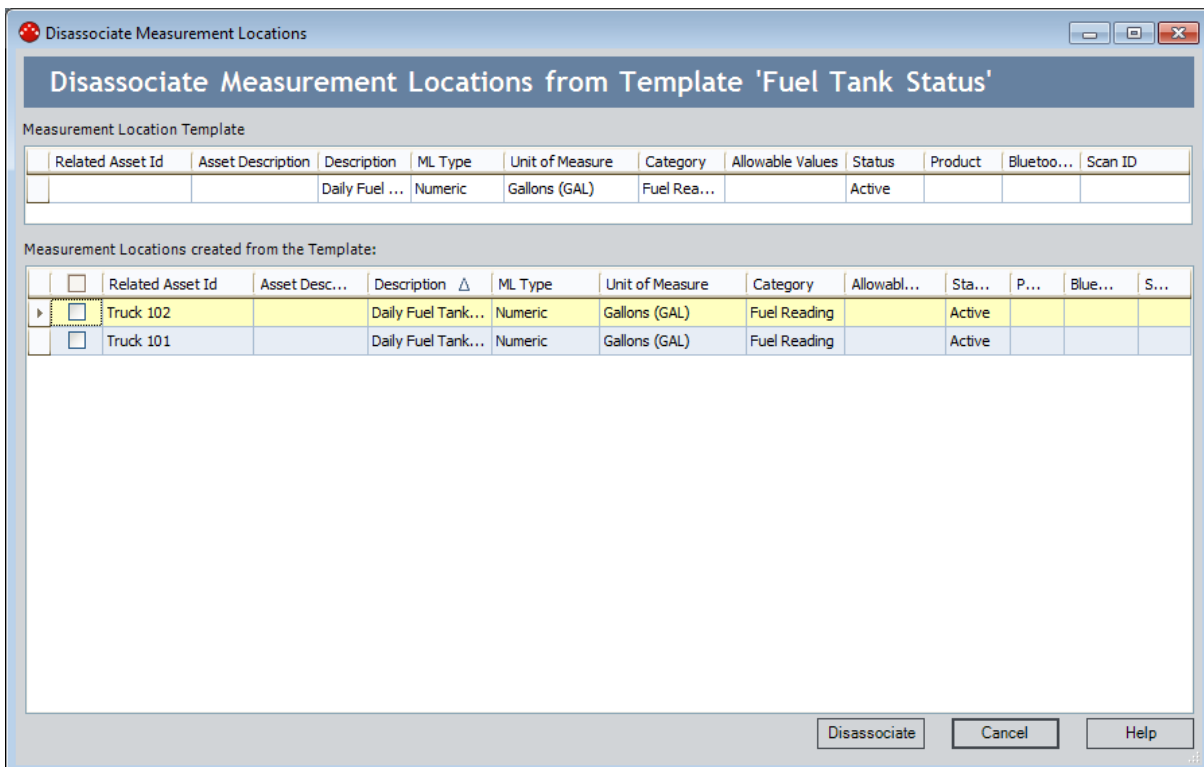 Disassociate Measurement Locations
Disassociate Measurement Locations from Template 'Fuel Tank Status'
Measurement Location Template
Related Asset Id Asset Description Description ML Type Unit of Measure Category Allowable Values Status Product Bluetoo... Scan ID
Daily Fuel ... Numeric Gallons (GAL) Fuel Rea... Active
Measurement Locations created from the Template:
Related Asset Id Asset Desc... Description ML Type Unit of Measure Category Allowabl... Sta... P... Blue... S...
Truck 102 Daily Fuel Tank... Numeric Gallons (GAL) Fuel Reading Active
Truck 101 Daily Fuel Tank... Numeric Gallons (GAL) Fuel Reading Active
Disassociate Cancel Help